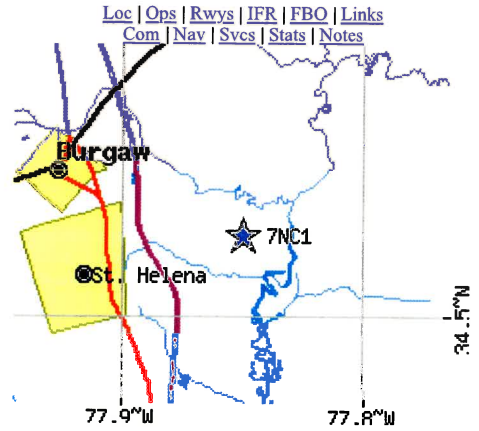 Loc | Ops | Rwys | IFR | FBO | Links
Com | Nav | Svcs | Stats | Notes
Burgaw
7NC1
St. Helena
34.5~N
77.9~W
77.8~W